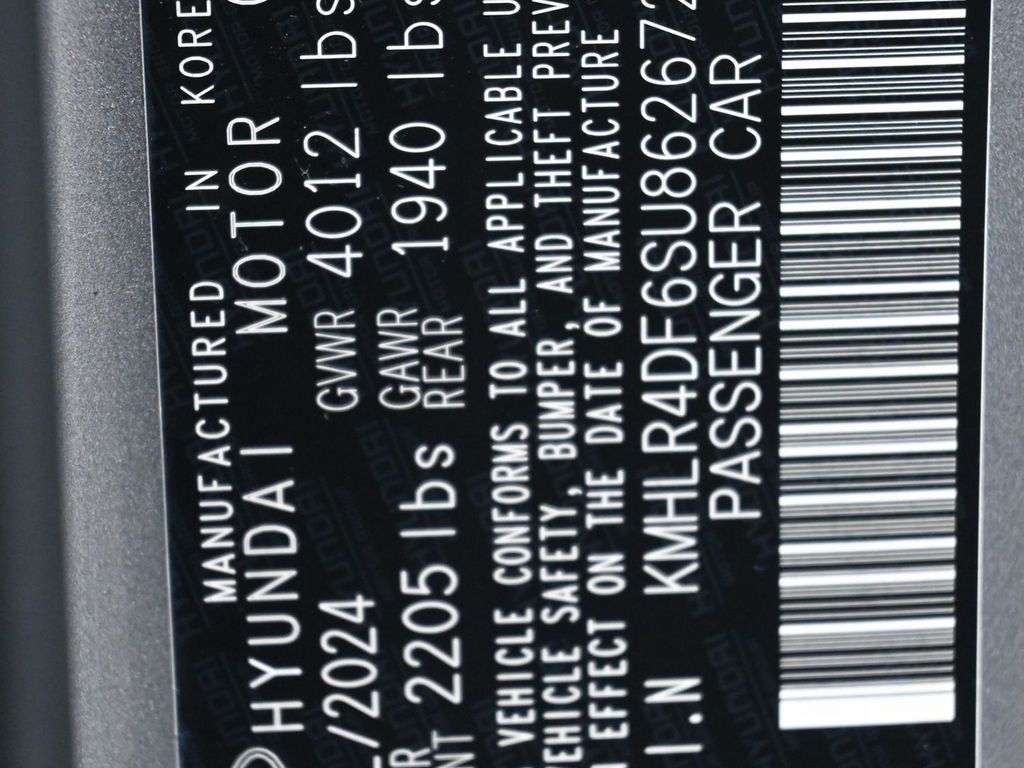 MANUFACTURED IN KORE
HYUNDAI MOTOR
/2024 GVWR 4012 lbs
2205 lbs GAWR REAR 1940 lbs
VEHICLE CONFORMS TO ALL APPLICABLE U
VEHICLE SAFETY, BUMPER, AND THEFT PREV
EFFECT ON THE DATE OF MANUFACTURE
I.N KMHLR4DF6SU862672
PASSENGER CAR